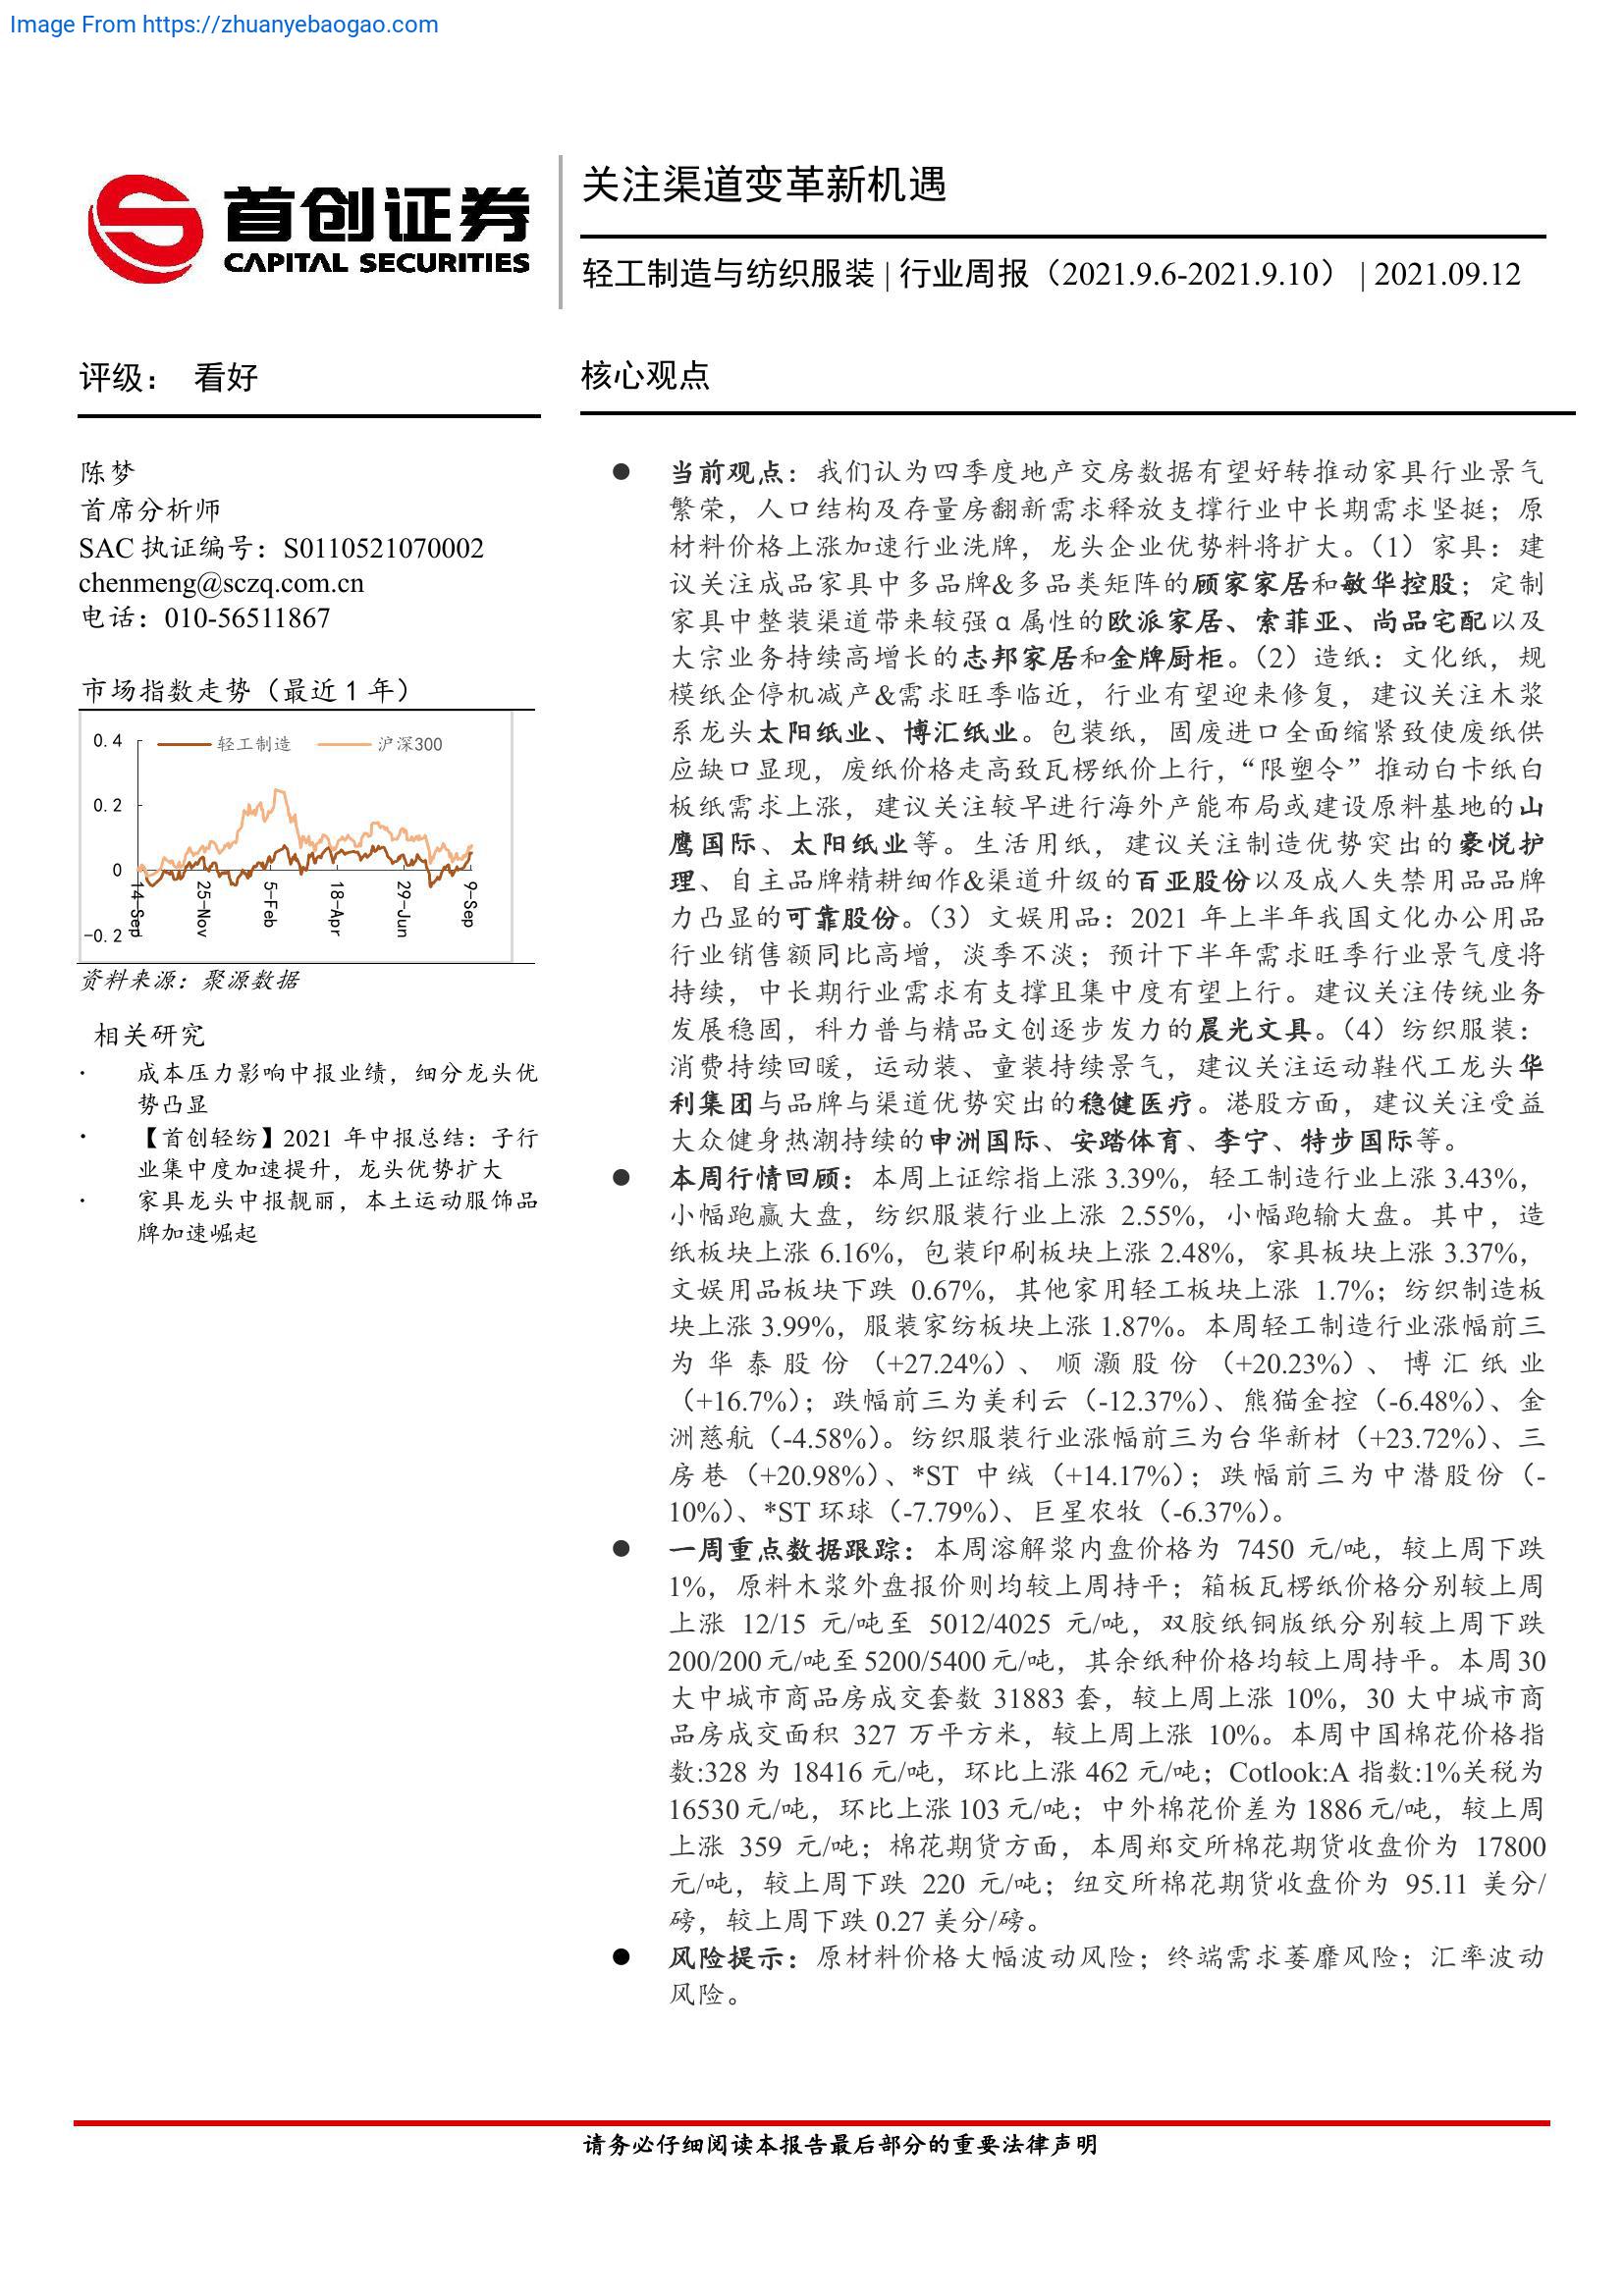 Image From https://zhuanyebaogao.com
首创证券
CAPITAL SECURITIES
关注渠道变革新机遇
轻工制造与纺织服装 | 行业周报（2021.9.6-2021.9.10） | 2021.09.12
评级： 看好
陈梦
首席分析师
SAC 执证编号：S0110521070002
chenmeng@sczq.com.cn
电话：010-56511867
市场指数走势（最近 1 年）
轻工制造 沪深300
0.4
0.2
0
-0.2
14-Sep 25-Nov 5-Feb 18-Apr 29-Jun 9-Sep
资料来源：聚源数据
相关研究
· 成本压力影响中报业绩，细分龙头优
势凸显
· 【首创轻纺】2021 年中报总结：子行
业集中度加速提升，龙头优势扩大
· 家具龙头中报靓丽，本土运动服饰品
牌加速崛起
核心观点
● 当前观点：我们认为四季度地产交房数据有望好转推动家具行业景气
繁荣，人口结构及存量房翻新需求释放支撑行业中长期需求坚挺；原
材料价格上涨加速行业洗牌，龙头企业优势料将扩大。（1）家具：建
议关注成品家具中多品牌&多品类矩阵的顾家家居和敏华控股；定制
家具中整装渠道带来较强 α 属性的欧派家居、索菲亚、尚品宅配以及
大宗业务持续高增长的志邦家居和金牌厨柜。（2）造纸：文化纸，规
模纸企停机减产&需求旺季临近，行业有望迎来修复，建议关注木浆
系龙头太阳纸业、博汇纸业。包装纸，固废进口全面缩紧致使废纸供
应缺口显现，废纸价格走高致瓦楞纸价上行，“限塑令”推动白卡纸白
板纸需求上涨，建议关注较早进行海外产能布局或建设原料基地的山
鹰国际、太阳纸业等。生活用纸，建议关注制造优势突出的豪悦护
理、自主品牌精耕细作&渠道升级的百亚股份以及成人失禁用品品牌
力凸显的可靠股份。（3）文娱用品：2021 年上半年我国文化办公用品
行业销售额同比高增，淡季不淡；预计下半年需求旺季行业景气度将
持续，中长期行业需求有支撑且集中度有望上行。建议关注传统业务
发展稳固，科力普与精品文创逐步发力的晨光文具。（4）纺织服装：
消费持续回暖，运动装、童装持续景气，建议关注运动鞋代工龙头华
利集团与品牌与渠道优势突出的稳健医疗。港股方面，建议关注受益
大众健身热潮持续的申洲国际、安踏体育、李宁、特步国际等。
● 本周行情回顾：本周上证综指上涨 3.39%，轻工制造行业上涨 3.43%，
小幅跑赢大盘，纺织服装行业上涨 2.55%，小幅跑输大盘。其中，造
纸板块上涨 6.16%，包装印刷板块上涨 2.48%，家具板块上涨 3.37%，
文娱用品板块下跌 0.67%，其他家用轻工板块上涨 1.7%；纺织制造板
块上涨 3.99%，服装家纺板块上涨 1.87%。本周轻工制造行业涨幅前三
为华泰股份（+27.24%）、顺灏股份（+20.23%）、博汇纸业
（+16.7%）；跌幅前三为美利云（-12.37%）、熊猫金控（-6.48%）、金
洲慈航（-4.58%）。纺织服装行业涨幅前三为台华新材（+23.72%）、三
房巷（+20.98%）、*ST 中绒（+14.17%）；跌幅前三为中潜股份（-
10%）、*ST 环球（-7.79%）、巨星农牧（-6.37%）。
● 一周重点数据跟踪：本周溶解浆内盘价格为 7450 元/吨，较上周下跌
1%，原料木浆外盘报价则均较上周持平；箱板瓦楞纸价格分别较上周
上涨 12/15 元/吨至 5012/4025 元/吨，双胶纸铜版纸分别较上周下跌
200/200 元/吨至 5200/5400 元/吨，其余纸种价格均较上周持平。本周 30
大中城市商品房成交套数 31883 套，较上周上涨 10%，30 大中城市商
品房成交面积 327 万平方米，较上周上涨 10%。本周中国棉花价格指
数:328 为 18416 元/吨，环比上涨 462 元/吨；Cotlook:A 指数:1%关税为
16530 元/吨，环比上涨 103 元/吨；中外棉花价差为 1886 元/吨，较上周
上涨 359 元/吨；棉花期货方面，本周郑交所棉花期货收盘价为 17800
元/吨，较上周下跌 220 元/吨；纽交所棉花期货收盘价为 95.11 美分/
磅，较上周下跌 0.27 美分/磅。
● 风险提示：原材料价格大幅波动风险；终端需求萎靡风险；汇率波动
风险。
请务必仔细阅读本报告最后部分的重要法律声明